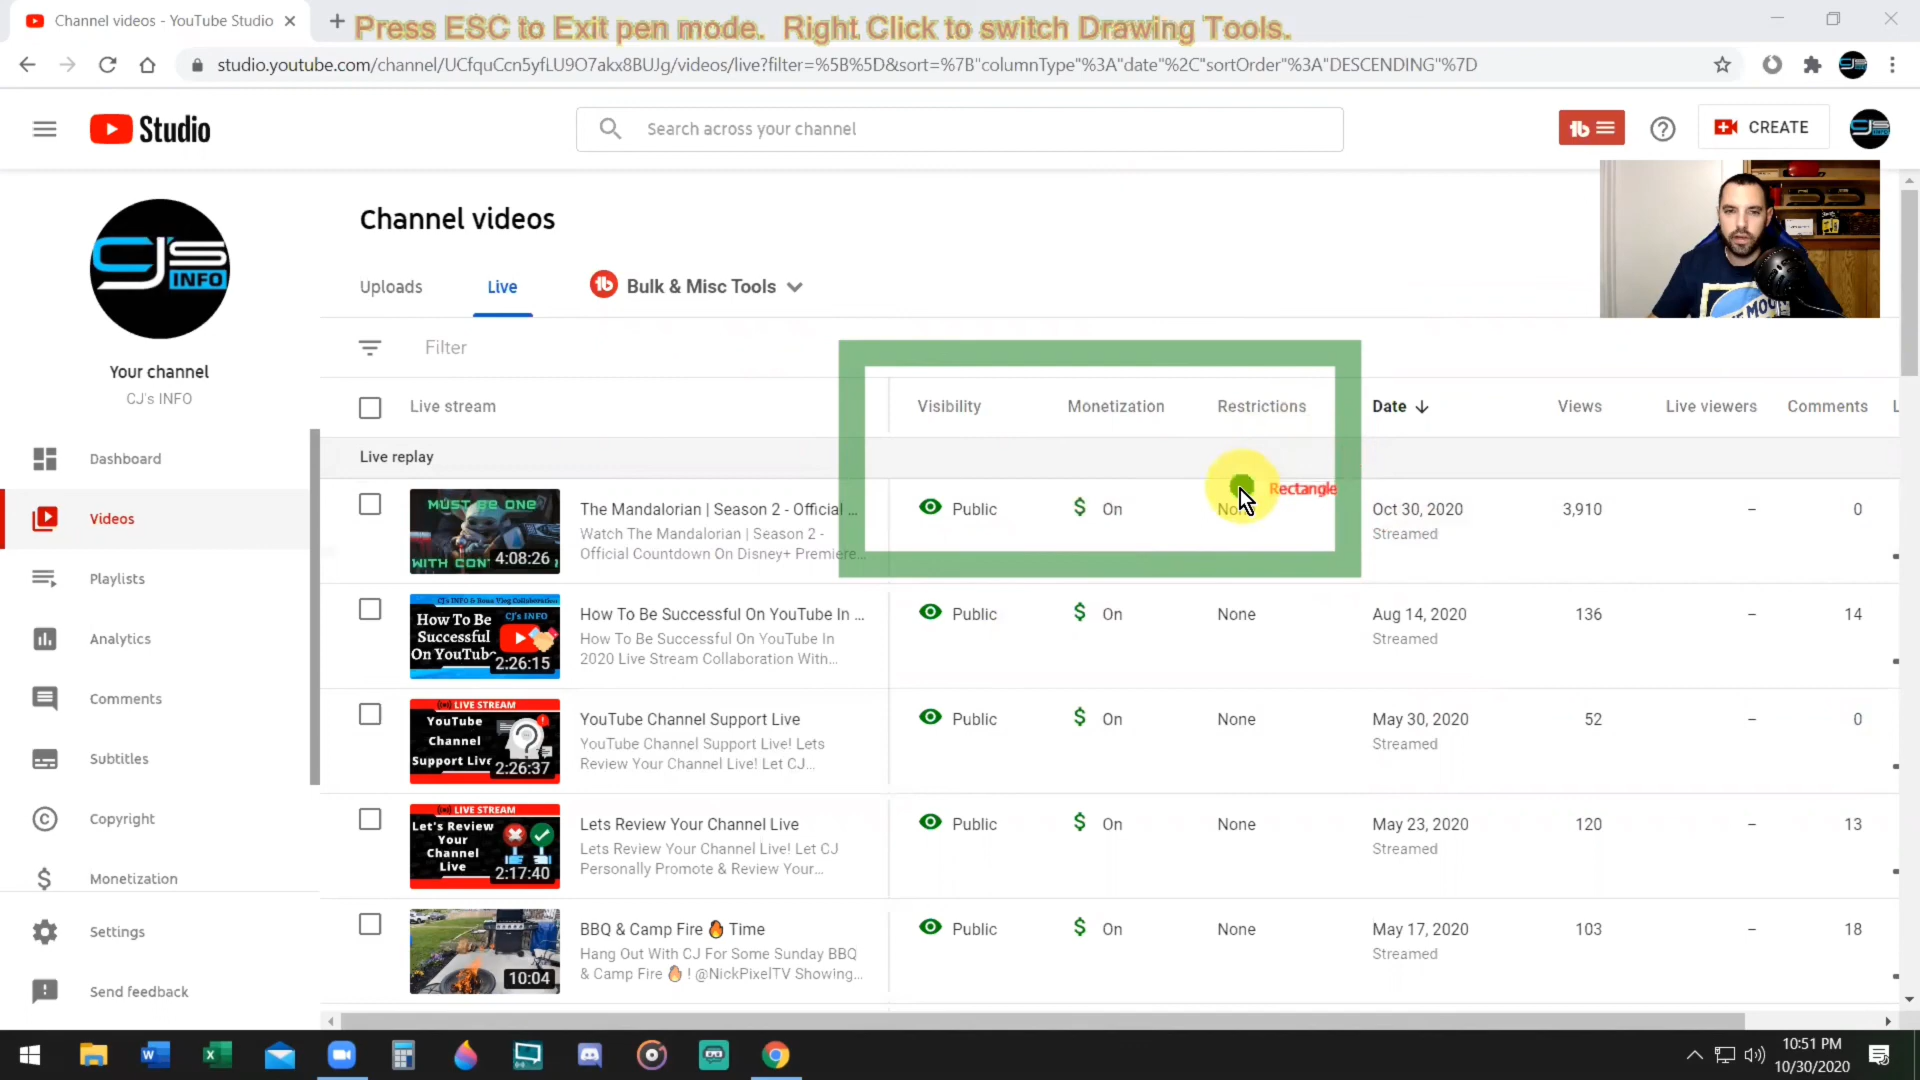 Channel videos - YouTube Studio
Press ESC to Exit pen mode. Right Click to switch Drawing Tools.
studio.youtube.com/channel/UCfquCcn5yfLU9O7akx8BUJg/videos/live?filter=%5B%5D&sort=%7B"columnType"%3A"date"%2C"sortOrder"%3A"DESCENDING"%7D
Studio
Search across your channel
CREATE
CJ'S
INFO
Your channel
CJ's INFO
Dashboard
Videos
Playlists
Analytics
Comments
Subtitles
Copyright
Monetization
Settings
Send feedback
Channel videos
Uploads
Live
Bulk & Misc Tools
Filter
Live stream
Visibility
Monetization
Restrictions
Date
Views
Live viewers
Comments
L
Live replay
Rectangle
MUST BE ONE
4:08:26
The Mandalorian | Season 2 - Official ...
Watch The Mandalorian | Season 2 -
Official Countdown On Disney+ Premiere...
Public
$ On
None
Oct 30, 2020
Streamed
3,910
–
0
CJ's INFO
How To Be
Successful
On YouTube
2:26:15
How To Be Successful On YouTube In ...
How To Be Successful On YouTube In
2020 Live Stream Collaboration With...
Public
$ On
None
Aug 14, 2020
Streamed
136
–
14
LIVE STREAM
YouTube
Channel
Support Live
2:26:37
YouTube Channel Support Live
YouTube Channel Support Live! Lets
Review Your Channel Live! Let CJ...
Public
$ On
None
May 30, 2020
Streamed
52
–
0
LIVE STREAM
Let's Review
Your
Channel
Live
2:17:40
Lets Review Your Channel Live
Lets Review Your Channel Live! Let CJ
Personally Promote & Review Your...
Public
$ On
None
May 23, 2020
Streamed
120
–
13
10:04
BBQ & Camp Fire 🔥 Time
Hang Out With CJ For Some Sunday BBQ
& Camp Fire 🔥 ! @NickPixelTV Showing...
Public
$ On
None
May 17, 2020
Streamed
103
–
18
10:51 PM
10/30/2020